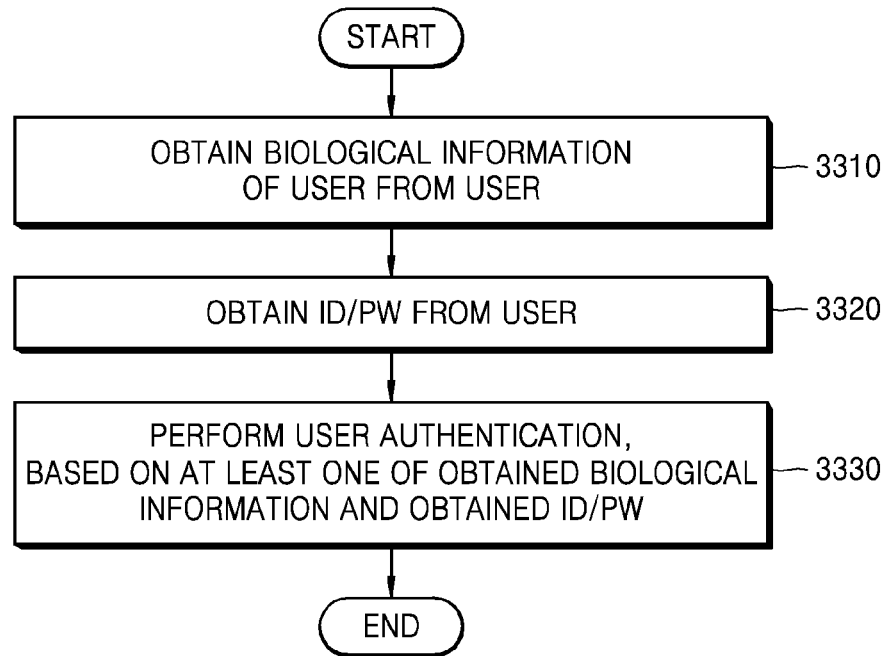 START
OBTAIN BIOLOGICAL INFORMATION
OF USER FROM USER
3310
OBTAIN ID/PW FROM USER
3320
PERFORM USER AUTHENTICATION,
BASED ON AT LEAST ONE OF OBTAINED BIOLOGICAL
INFORMATION AND OBTAINED ID/PW
3330
END